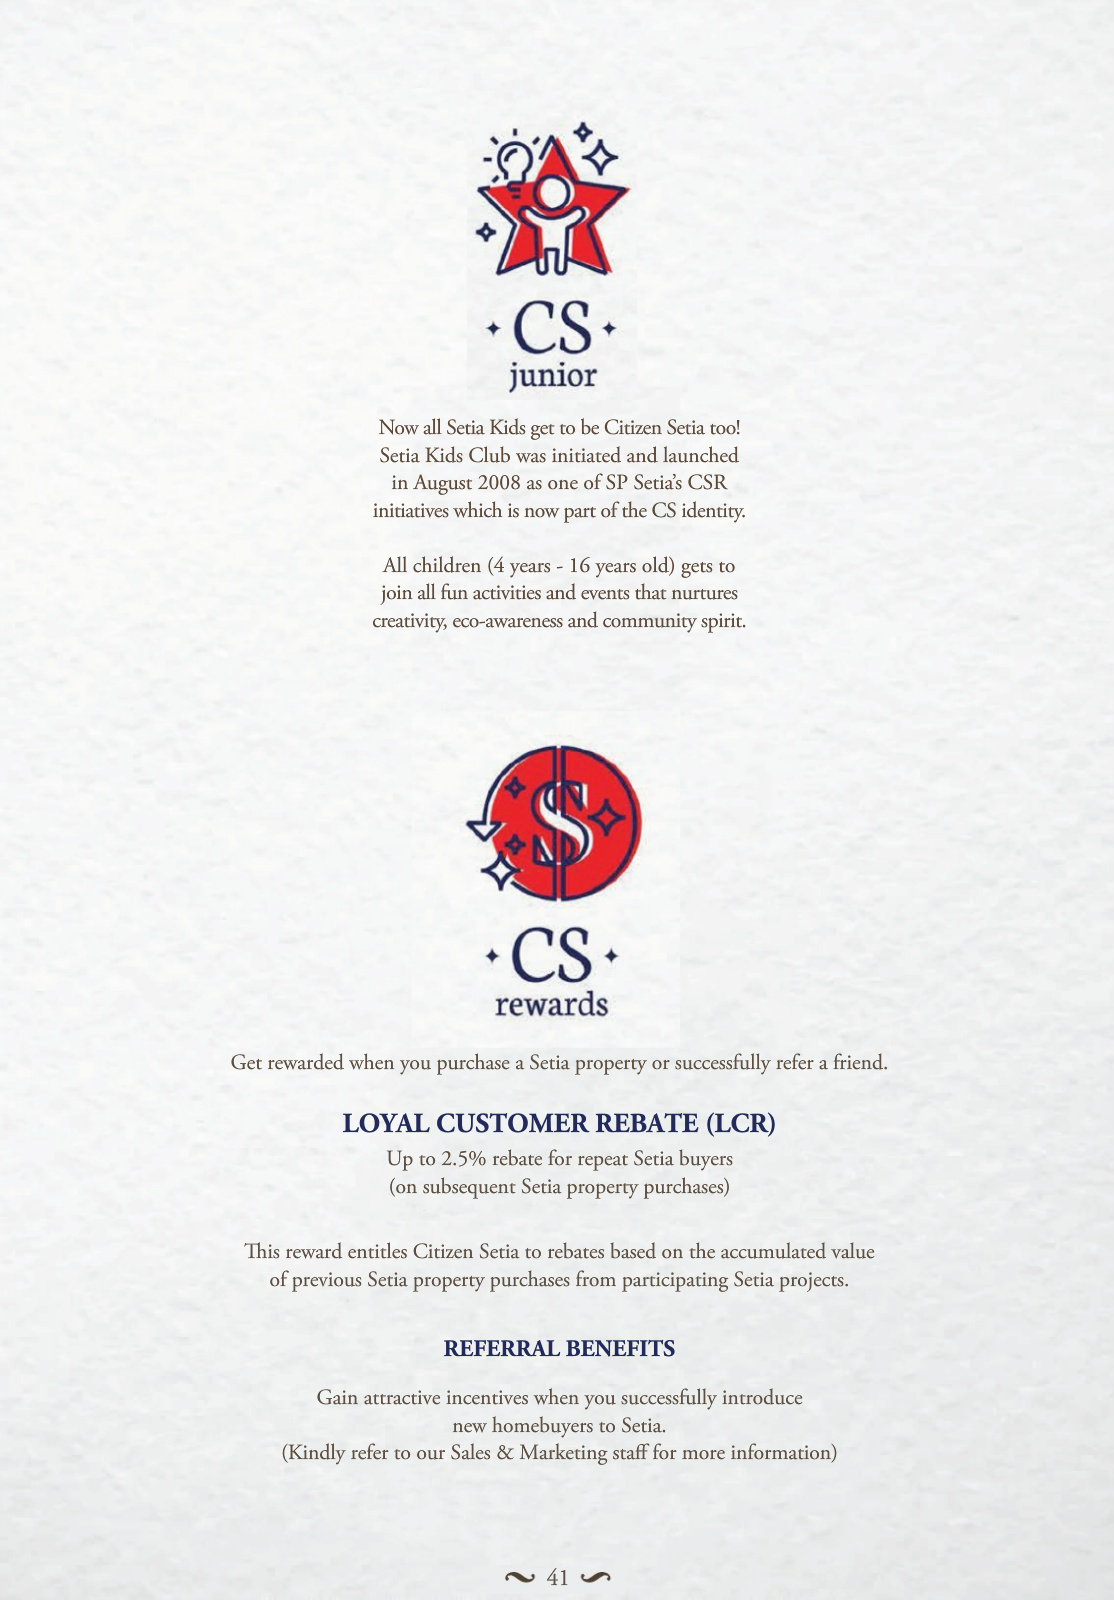 CS
junior
Now all Setia Kids get to be Citizen Setia too!
Setia Kids Club was initiated and launched
in August 2008 as one of SP Setia’s CSR
initiatives which is now part of the CS identity.
All children (4 years - 16 years old) gets to
join all fun activities and events that nurtures
creativity, eco-awareness and community spirit.
$
CS
rewards
Get rewarded when you purchase a Setia property or successfully refer a friend.
LOYAL CUSTOMER REBATE (LCR)
Up to 2.5% rebate for repeat Setia buyers
(on subsequent Setia property purchases)
This reward entitles Citizen Setia to rebates based on the accumulated value
of previous Setia property purchases from participating Setia projects.
REFERRAL BENEFITS
Gain attractive incentives when you successfully introduce
new homebuyers to Setia.
(Kindly refer to our Sales & Marketing staff for more information)
41